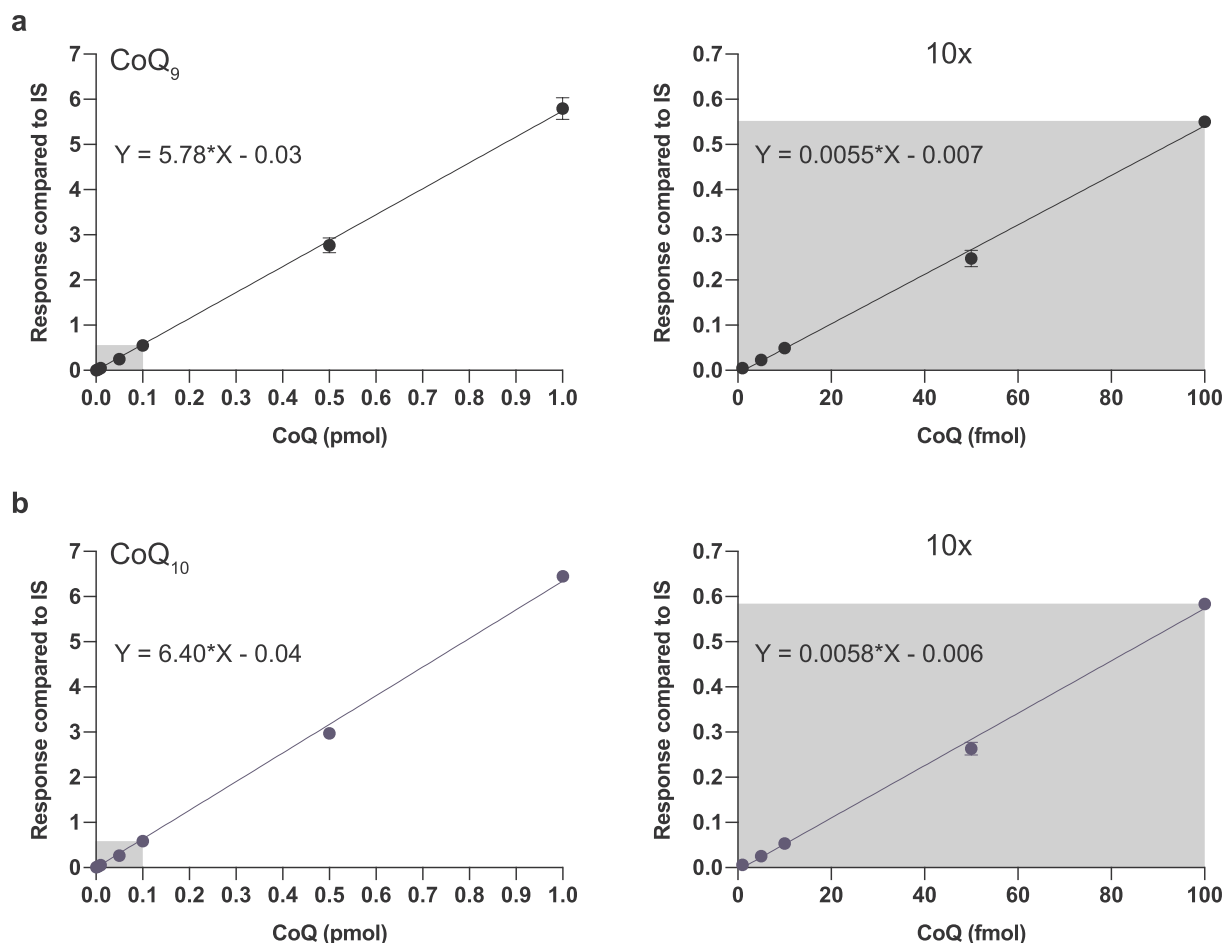 a
CoQ9
10x
Response compared to IS
7
6
5
4
3
2
1
0
Y = 5.78*X - 0.03
0.0 0.1 0.2 0.3 0.4 0.5 0.6 0.7 0.8 0.9 1.0
CoQ (pmol)
Response compared to IS
0.7
0.6
0.5
0.4
0.3
0.2
0.1
0.0
Y = 0.0055*X - 0.007
0 20 40 60 80 100
CoQ (fmol)
b
CoQ10
10x
Response compared to IS
7
6
5
4
3
2
1
0
Y = 6.40*X - 0.04
0.0 0.1 0.2 0.3 0.4 0.5 0.6 0.7 0.8 0.9 1.0
CoQ (pmol)
Response compared to IS
0.7
0.6
0.5
0.4
0.3
0.2
0.1
0.0
Y = 0.0058*X - 0.006
0 20 40 60 80 100
CoQ (fmol)